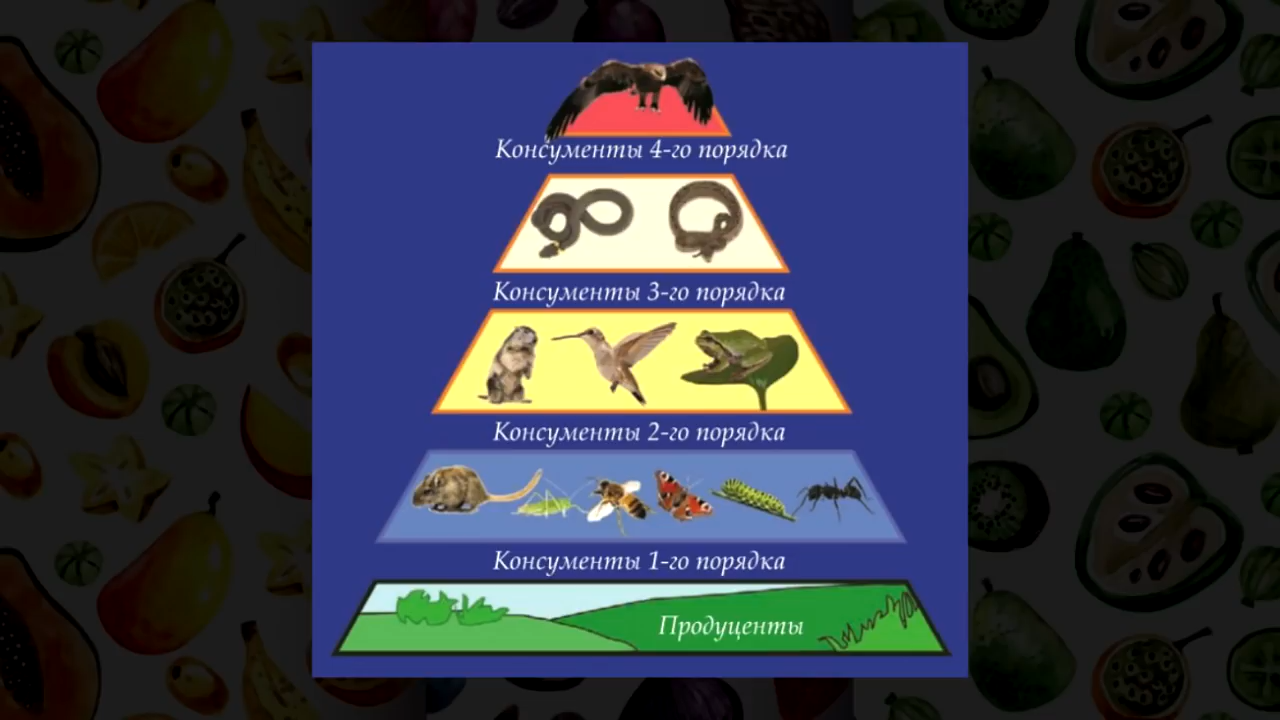 Консументы 4-го порядка
Консументы 3-го порядка
Консументы 2-го порядка
Консументы 1-го порядка
Продуценты